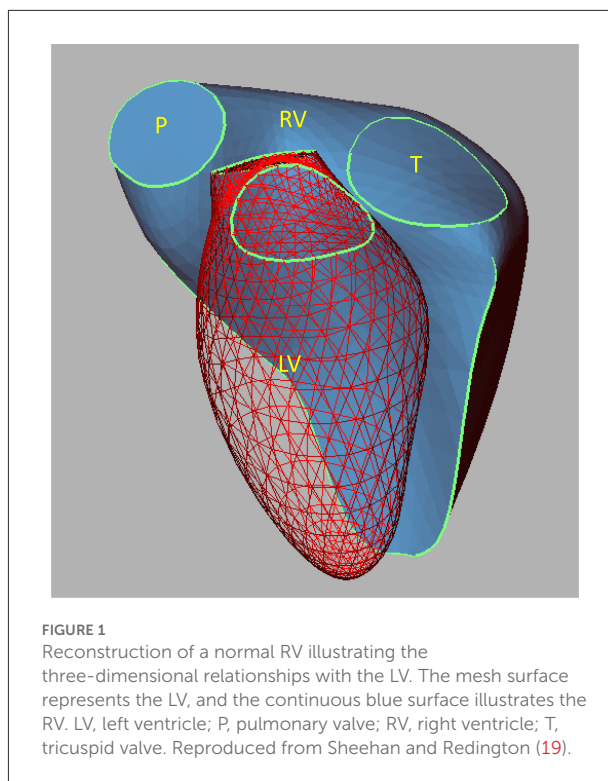 P
RV
T
LV
FIGURE 1
Reconstruction of a normal RV illustrating the
three-dimensional relationships with the LV. The mesh surface
represents the LV, and the continuous blue surface illustrates the
RV. LV, left ventricle; P, pulmonary valve; RV, right ventricle; T,
tricuspid valve. Reproduced from Sheehan and Redington (19).